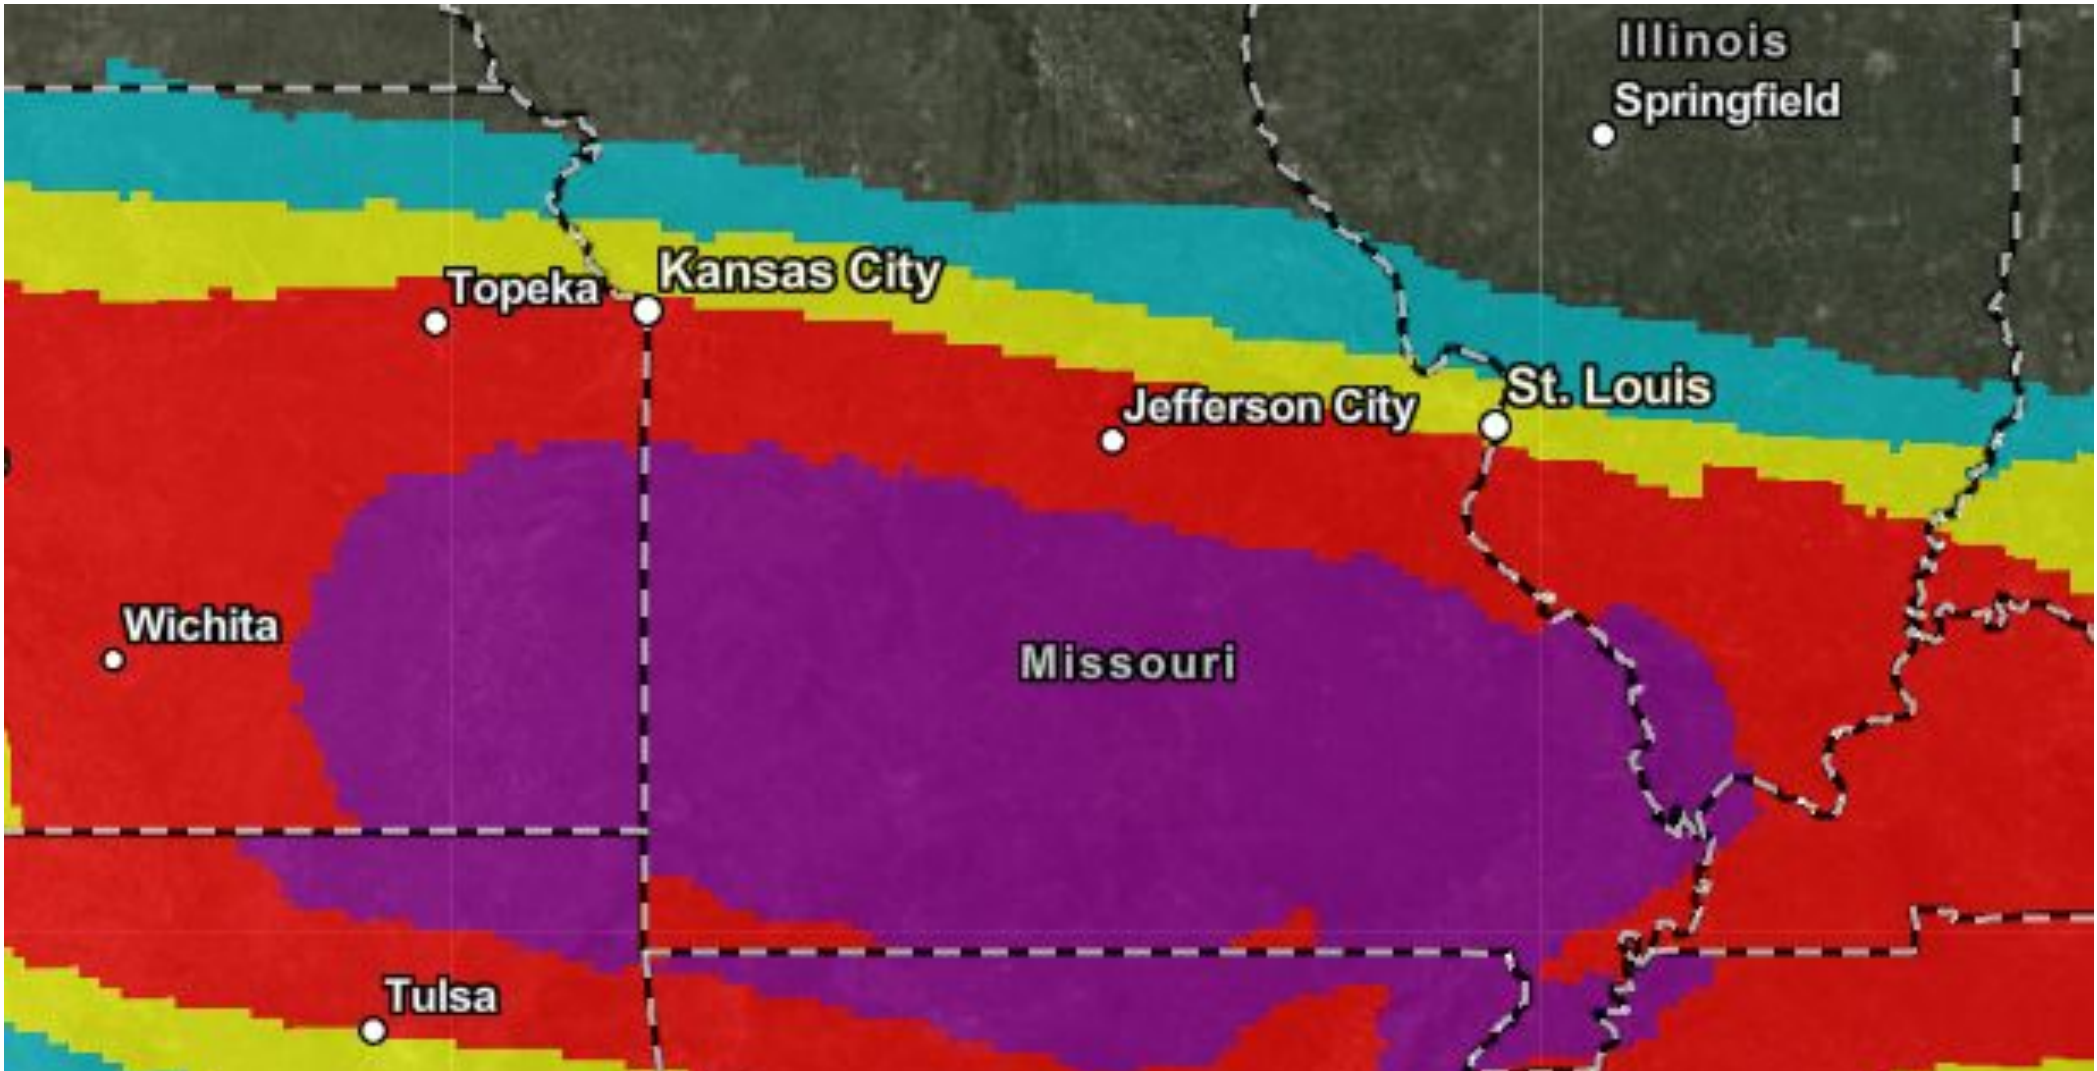 Illinois
Springfield
Topeka
Kansas City
Jefferson City
St. Louis
Wichita
Missouri
Tulsa